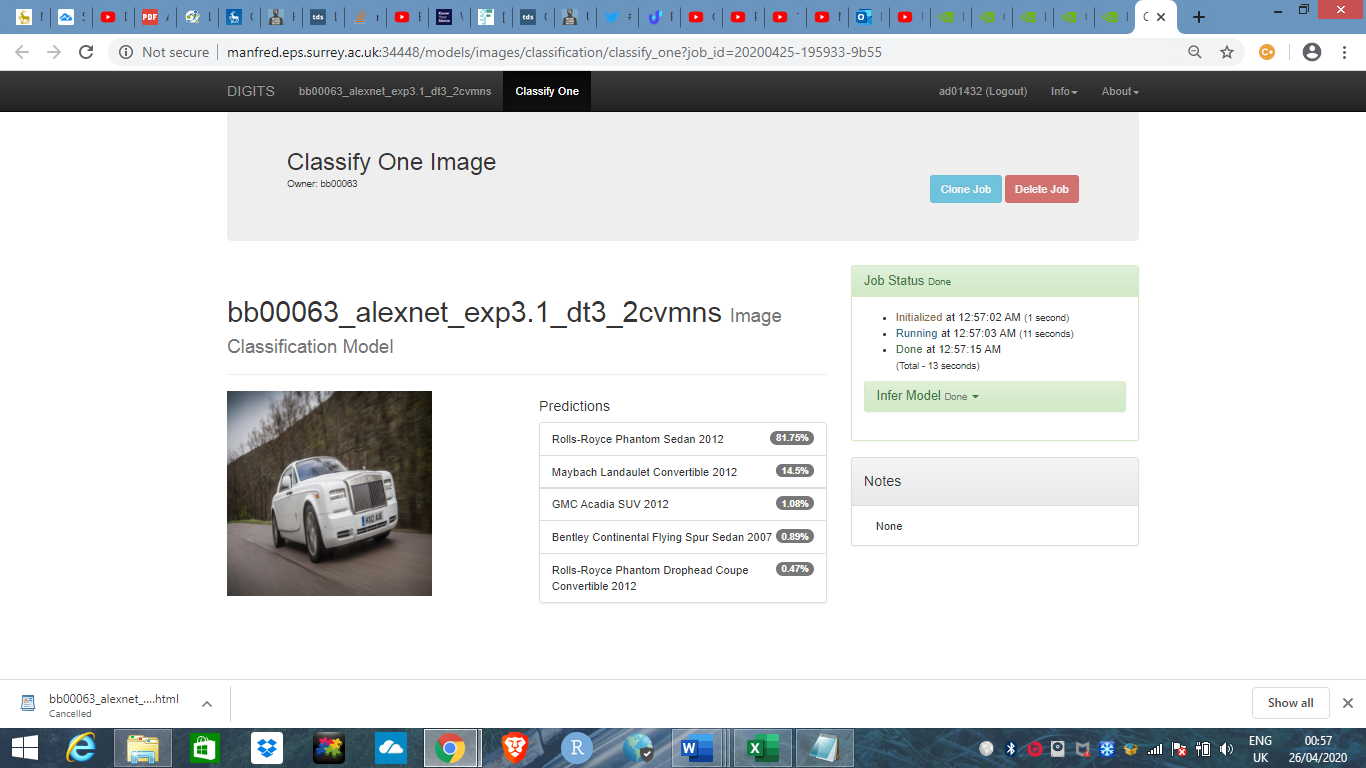 Not secure
manfred.eps.surrey.ac.uk:34448/models/images/classification/classify_one?job_id=20200425-195933-9b55
DIGITS
bb00063_alexnet_exp3.1_dt3_2cvmns
Classify One
ad01432 (Logout)
Info
About
Classify One Image
Owner: bb00063
Clone Job
Delete Job
bb00063_alexnet_exp3.1_dt3_2cvmns Image
Classification Model
Predictions
Rolls-Royce Phantom Sedan 2012 81.75%
Maybach Landaulet Convertible 2012 14.5%
GMC Acadia SUV 2012 1.08%
Bentley Continental Flying Spur Sedan 2007 0.89%
Rolls-Royce Phantom Drophead Coupe 0.47%
Convertible 2012
Job Status Done
Initialized at 12:57:02 AM (1 second)
Running at 12:57:03 AM (11 seconds)
Done at 12:57:15 AM
(Total - 13 seconds)
Infer Model Done
Notes
None
bb00063_alexnet_....html
Cancelled
Show all
ENG
UK
00:57
26/04/2020